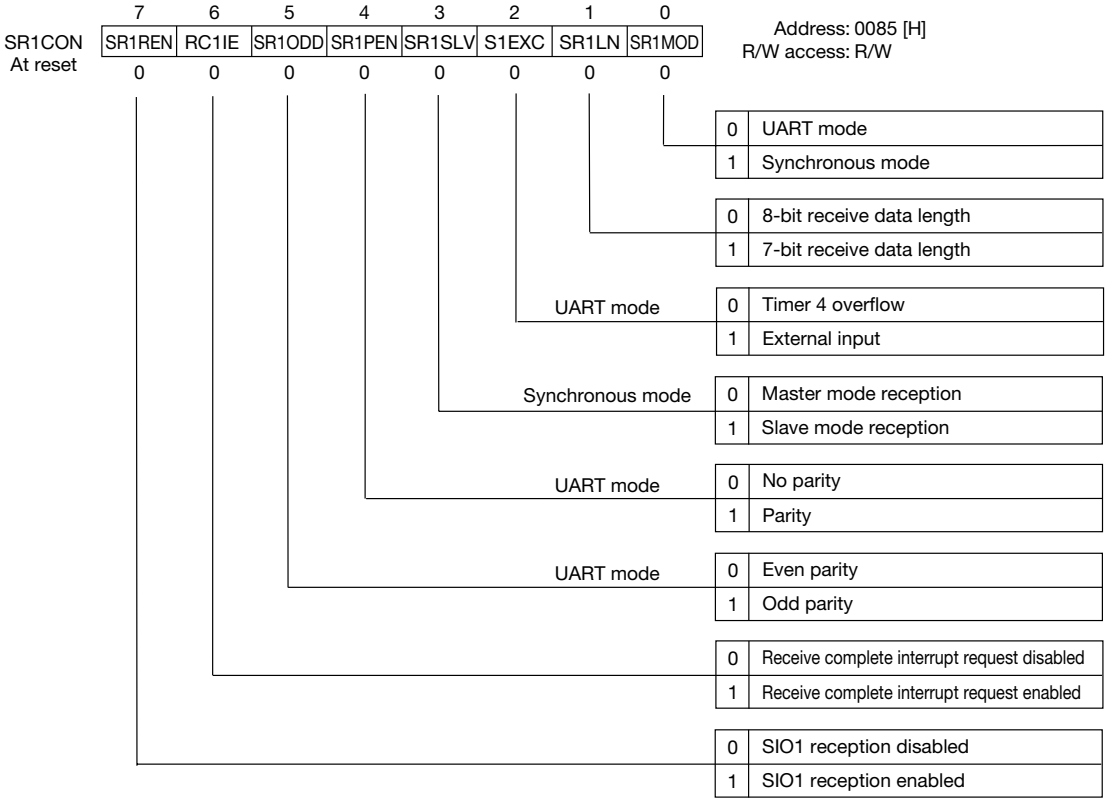 7 6 5 4 3 2 1 0
SR1CON SR1REN RC1IE SR1ODD SR1PEN SR1SLV S1EXC SR1LN SR1MOD
At reset 0 0 0 0 0 0 0 0
Address: 0085 [H]
R/W access: R/W
0 UART mode
1 Synchronous mode
0 8-bit receive data length
1 7-bit receive data length
UART mode
0 Timer 4 overflow
1 External input
Synchronous mode
0 Master mode reception
1 Slave mode reception
UART mode
0 No parity
1 Parity
UART mode
0 Even parity
1 Odd parity
0 Receive complete interrupt request disabled
1 Receive complete interrupt request enabled
0 SIO1 reception disabled
1 SIO1 reception enabled